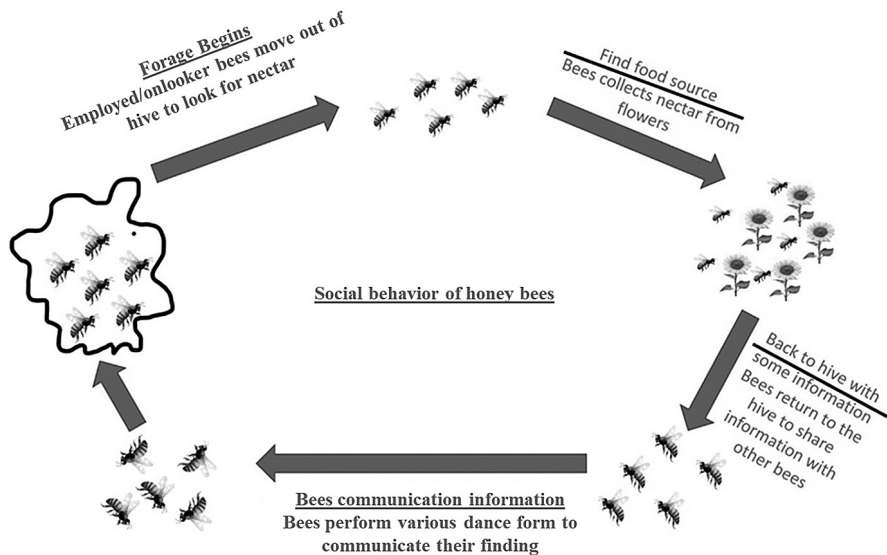 Forage Begins
Employed/onlooker bees move out of
hive to look for nectar
Find food source
Bees collects nectar from
flowers
Social behavior of honey bees
Back to hive with
some information
Bees return to the
hive to share
information with
other bees
Bees communication information
Bees perform various dance form to
communicate their finding